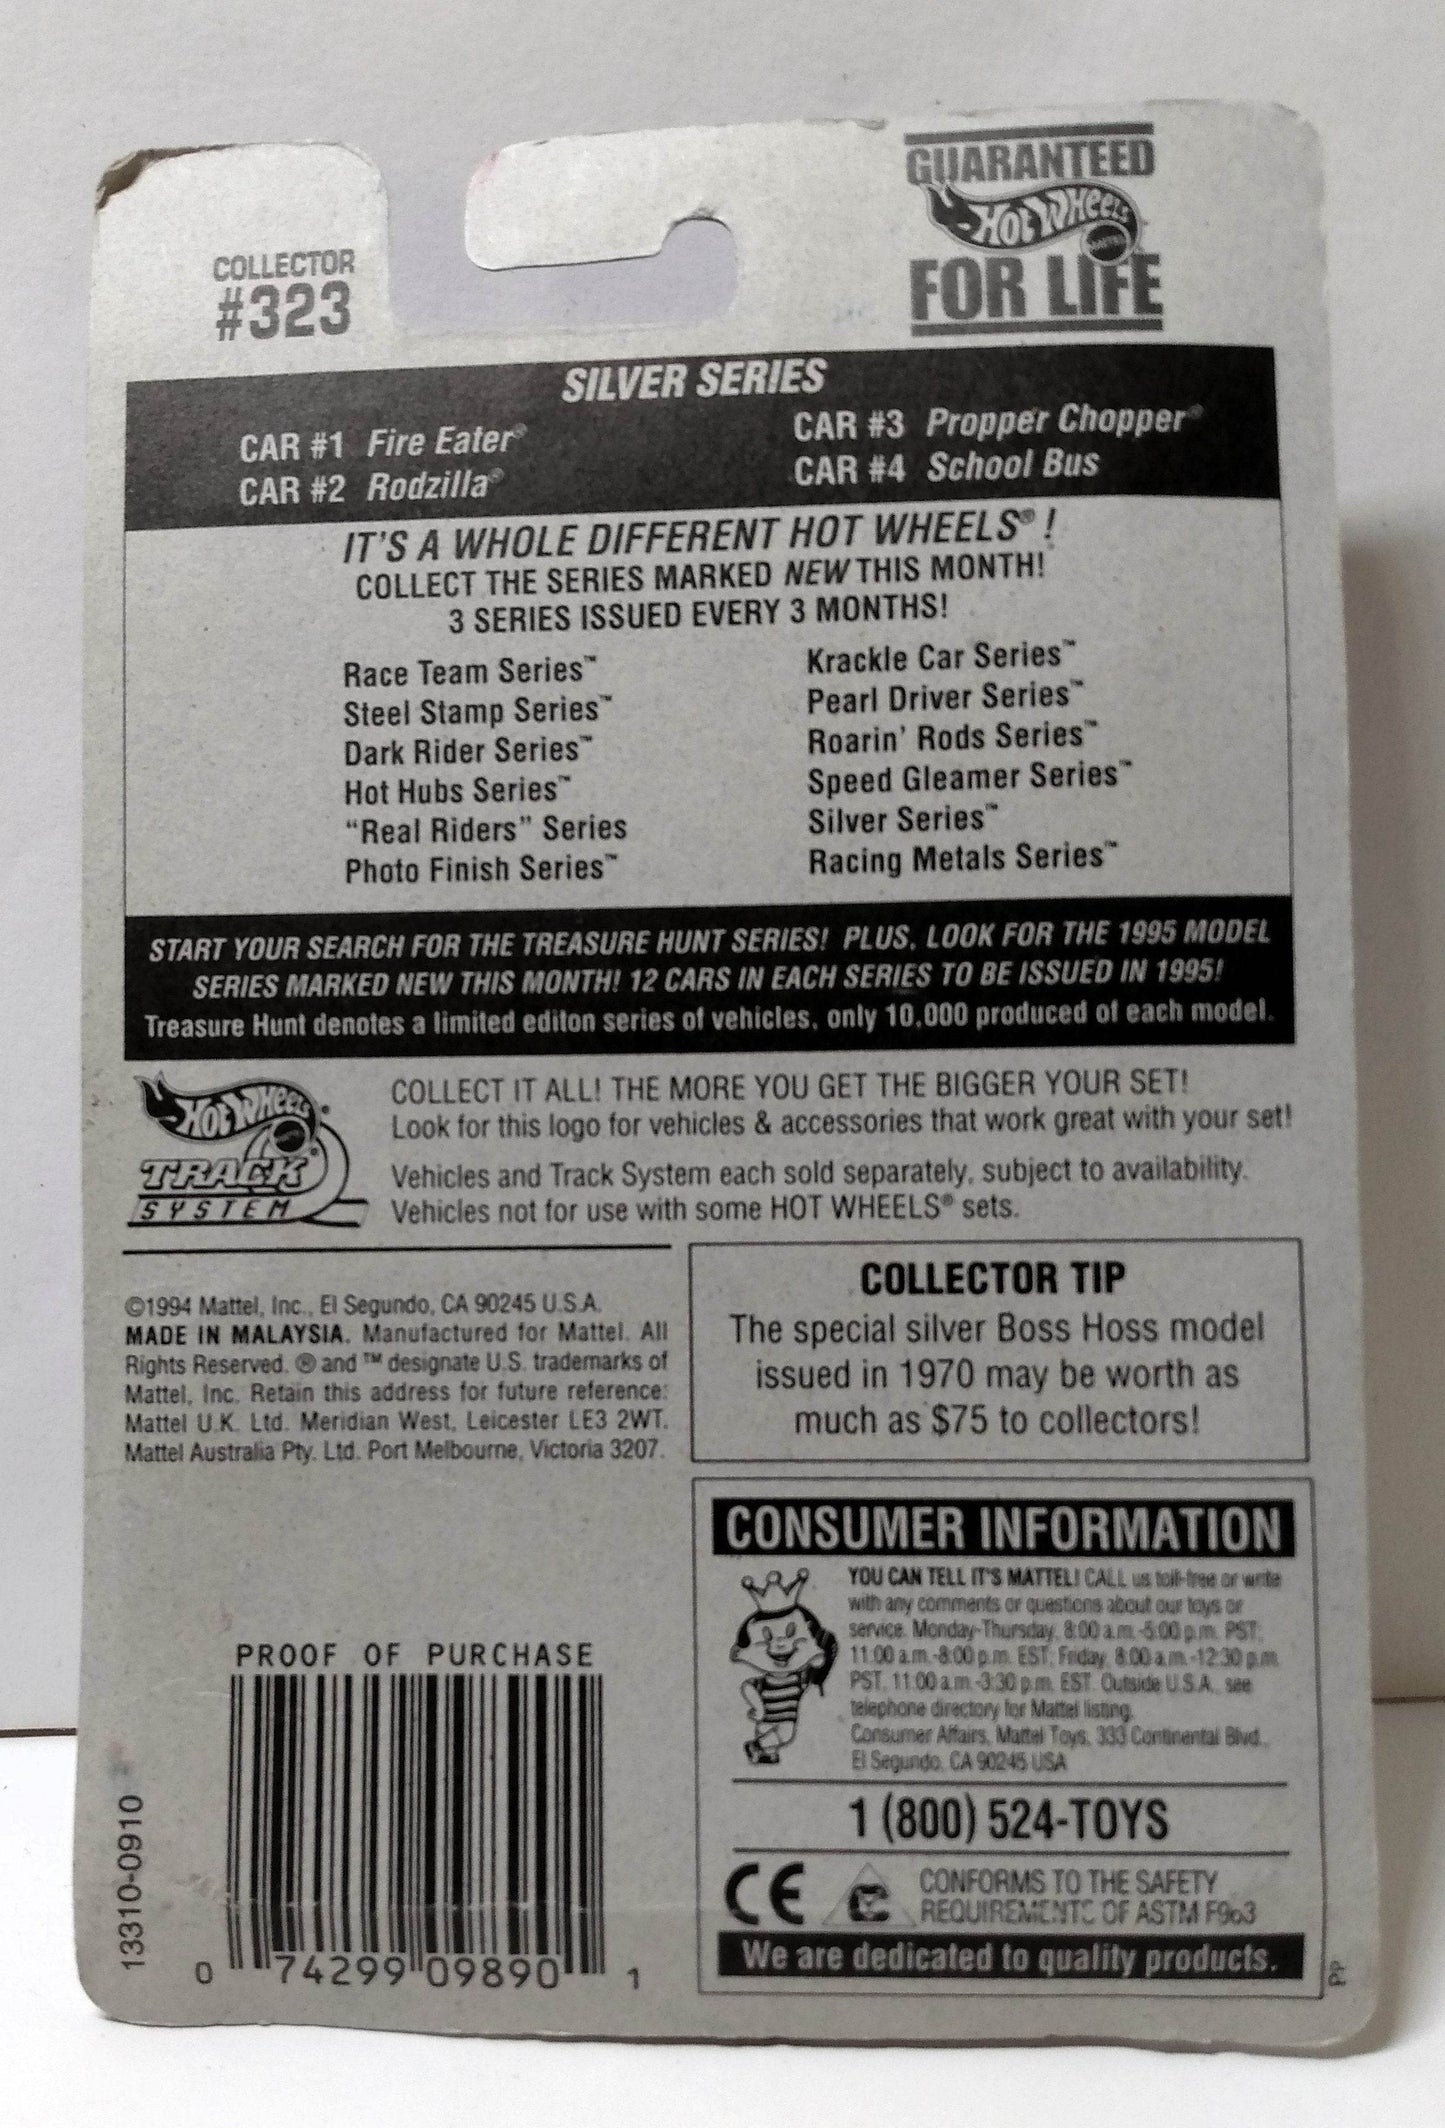 GUARANTEED
HOT WHEELS
MATTEL
FOR LIFE
COLLECTOR
#323
SILVER SERIES
CAR #1 Fire Eater®
CAR #2 Rodzilla®
CAR #3 Propper Chopper®
CAR #4 School Bus
IT'S A WHOLE DIFFERENT HOT WHEELS® !
COLLECT THE SERIES MARKED NEW THIS MONTH!
3 SERIES ISSUED EVERY 3 MONTHS!
Race Team Series™
Steel Stamp Series™
Dark Rider Series™
Hot Hubs Series™
“Real Riders” Series
Photo Finish Series™
Krackle Car Series™
Pearl Driver Series™
Roarin' Rods Series™
Speed Gleamer Series™
Silver Series™
Racing Metals Series™
START YOUR SEARCH FOR THE TREASURE HUNT SERIES! PLUS, LOOK FOR THE 1995 MODEL
SERIES MARKED NEW THIS MONTH! 12 CARS IN EACH SERIES TO BE ISSUED IN 1995!
Treasure Hunt denotes a limited editon series of vehicles, only 10,000 produced of each model.
HOT WHEELS®
TRACK®
SYSTEM
COLLECT IT ALL! THE MORE YOU GET THE BIGGER YOUR SET!
Look for this logo for vehicles & accessories that work great with your set!
Vehicles and Track System each sold separately, subject to availability.
Vehicles not for use with some HOT WHEELS® sets.
©1994 Mattel, Inc., El Segundo, CA 90245 U.S.A.
MADE IN MALAYSIA. Manufactured for Mattel. All
Rights Reserved. ® and ™ designate U.S. trademarks of
Mattel, Inc. Retain this address for future reference:
Mattel U.K. Ltd. Meridian West, Leicester LE3 2WT.
Mattel Australia Pty. Ltd. Port Melbourne, Victoria 3207.
COLLECTOR TIP
The special silver Boss Hoss model
issued in 1970 may be worth as
much as $75 to collectors!
CONSUMER INFORMATION
YOU CAN TELL IT'S MATTEL! CALL us toll-free or write
with any comments or questions about our toys or
service. Monday-Thursday, 8:00 a.m.-5:00 p.m. PST;
11:00 a.m.-8:00 p.m. EST; Friday, 8:00 a.m.-12:30 p.m.
PST, 11:00 a.m.-3:30 p.m. EST. Outside U.S.A., see
telephone directory for Mattel listing.
Consumer Affairs, Mattel Toys, 333 Continental Blvd.,
El Segundo, CA 90245 USA
1 (800) 524-TOYS
CE
CONFORMS TO THE SAFETY
REQUIREMENTS OF ASTM F963
We are dedicated to quality products.
PP
PROOF OF PURCHASE
0 74299 09890 1
13310-0910